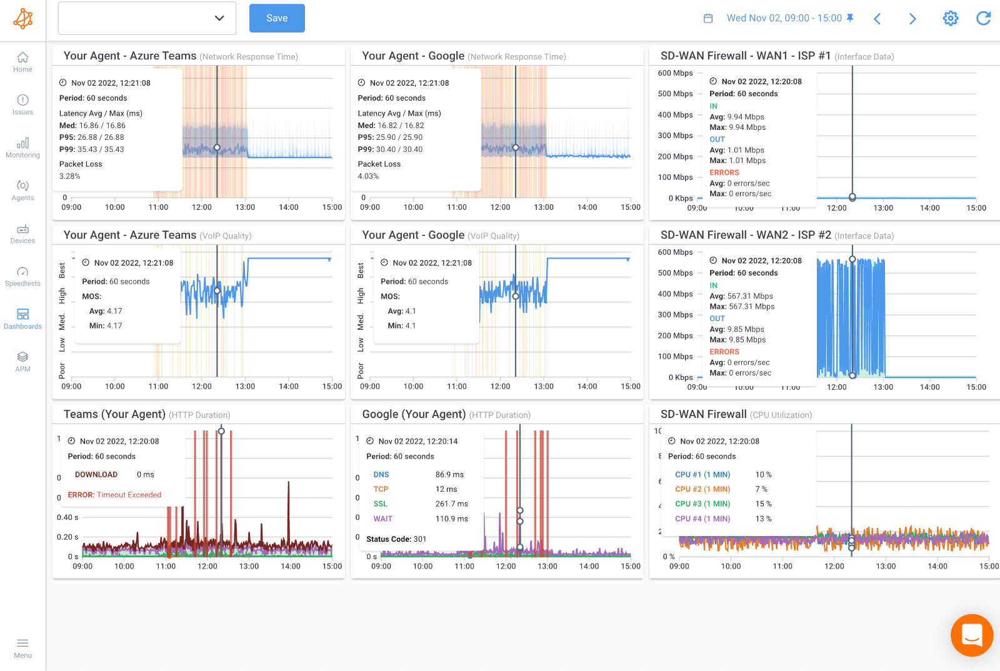 Save
Wed Nov 02, 09:00 - 15:00
Home
Issues
Monitoring
Agents
Devices
Speedtests
Dashboards
APM
Menu
Your Agent - Azure Teams (Network Response Time)
Nov 02 2022, 12:21:08
Period: 60 seconds
Latency Avg / Max (ms)
Med: 16.86 / 16.86
P95: 26.88 / 26.88
P99: 35.43 / 35.43
Packet Loss
3.28%
0
09:00 10:00 11:00 12:00 13:00 14:00 15:00
Your Agent - Google (Network Response Time)
Nov 02 2022, 12:21:08
Period: 60 seconds
Latency Avg / Max (ms)
Med: 16.82 / 16.82
P95: 25.90 / 25.90
P99: 30.40 / 30.40
Packet Loss
4.03%
0
09:00 10:00 11:00 12:00 13:00 14:00 15:00
SD-WAN Firewall - WAN1 - ISP #1 (Interface Data)
600 Mbps
500 Mbps
400 Mbps
300 Mbps
200 Mbps
100 Mbps
0 Kbps
Nov 02 2022, 12:20:08
Period: 60 seconds
IN
Avg: 9.94 Mbps
Max: 9.94 Mbps
OUT
Avg: 1.01 Mbps
Max: 1.01 Mbps
ERRORS
Avg: 0 errors/sec
Max: 0 errors/sec
09:00 10:00 11:00 12:00 13:00 14:00 15:00
Your Agent - Azure Teams (VoIP Quality)
Best
High
Med.
Low
Poor
Nov 02 2022, 12:21:08
Period: 60 seconds
MOS:
Avg: 4.17
Min: 4.17
09:00 10:00 11:00 12:00 13:00 14:00 15:00
Your Agent - Google (VoIP Quality)
Best
High
Med.
Low
Poor
Nov 02 2022, 12:21:08
Period: 60 seconds
MOS:
Avg: 4.1
Min: 4.1
09:00 10:00 11:00 12:00 13:00 14:00 15:00
SD-WAN Firewall - WAN2 - ISP #2 (Interface Data)
600 Mbps
500 Mbps
400 Mbps
300 Mbps
200 Mbps
100 Mbps
0 Kbps
Nov 02 2022, 12:20:08
Period: 60 seconds
IN
Avg: 567.31 Mbps
Max: 567.31 Mbps
OUT
Avg: 9.85 Mbps
Max: 9.85 Mbps
ERRORS
Avg: 0 errors/sec
Max: 0 errors/sec
09:00 10:00 11:00 12:00 13:00 14:00 15:00
Teams (Your Agent) (HTTP Duration)
1
0
0
0.40 s
0.20 s
0 s
Nov 02 2022, 12:20:08
Period: 60 seconds
DOWNLOAD 0 ms
ERROR: Timeout Exceeded
09:00 10:00 11:00 12:00 13:00 14:00 15:00
Google (Your Agent) (HTTP Duration)
1
0
0
0
0
0 s
Nov 02 2022, 12:20:14
Period: 60 seconds
DNS 86.9 ms
TCP 12 ms
SSL 261.7 ms
WAIT 110.9 ms
Status Code: 301
09:00 10:00 11:00 12:00 13:00 14:00 15:00
SD-WAN Firewall (CPU Utilization)
0 %
Nov 02 2022, 12:20:08
Period: 60 seconds
CPU #1 (1 MIN) 10 %
CPU #2 (1 MIN) 7 %
CPU #3 (1 MIN) 15 %
CPU #4 (1 MIN) 13 %
09:00 10:00 11:00 12:00 13:00 14:00 15:00